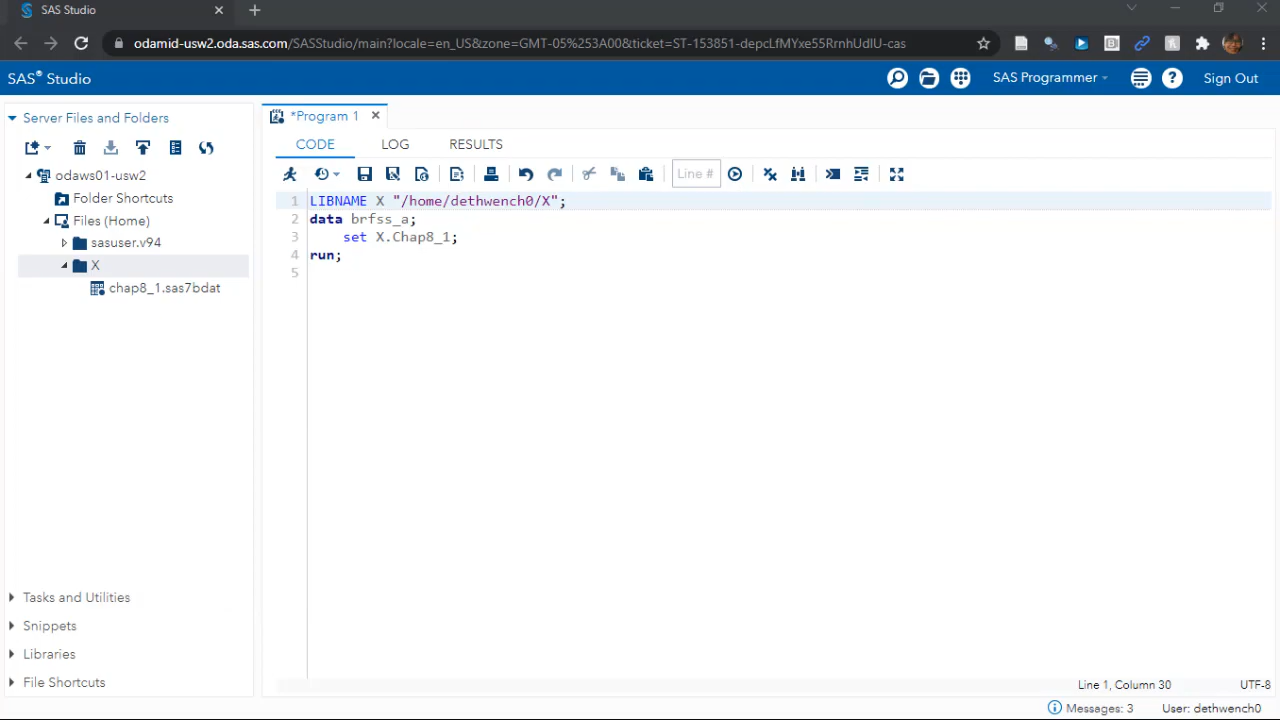 SAS Studio
odamid-usw2.oda.sas.com/SASStudio/main?locale=en_US&zone=GMT-05%253A00&ticket=ST-153851-depcLfMYxe55RrnhUdIU-cas
SAS® Studio
SAS Programmer
Sign Out
Server Files and Folders
odaws01-usw2
Folder Shortcuts
Files (Home)
sasuser.v94
X
chap8_1.sas7bdat
Tasks and Utilities
Snippets
Libraries
File Shortcuts
*Program 1
CODE LOG RESULTS
Line #
1 LIBNAME X "/home/dethwench0/X";
2 data brfss_a;
3 set X.Chap8_1;
4 run;
5
Line 1, Column 30 UTF-8
Messages: 3 User: dethwench0